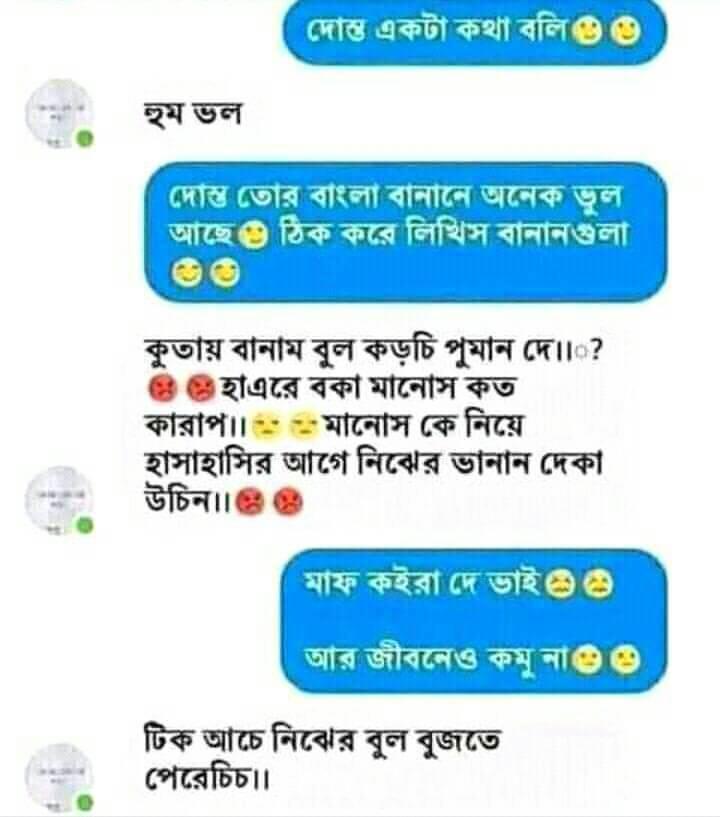 দোস্ত একটা কথা বলি
হুম ভল
দোস্ত তোর বাংলা বানানে অনেক ভুল
আছে🙂 ঠিক করে লিখিস বানানগুলা
😊😊
কুতায় বানাম বুল কড়চি পুমান দে।।়?
😡😡হাএরে বকা মানোস কত
কারাপ।।😒😒মানোস কে নিয়ে
হাসাহাসির আগে নিঝের ভানান দেকা
উচিন।।😡😡
মাফ কইরা দে ভাই
আর জীবনেও কমু না
টিক আচে নিঝের বুল বুজতে
পেরেচিচ।।